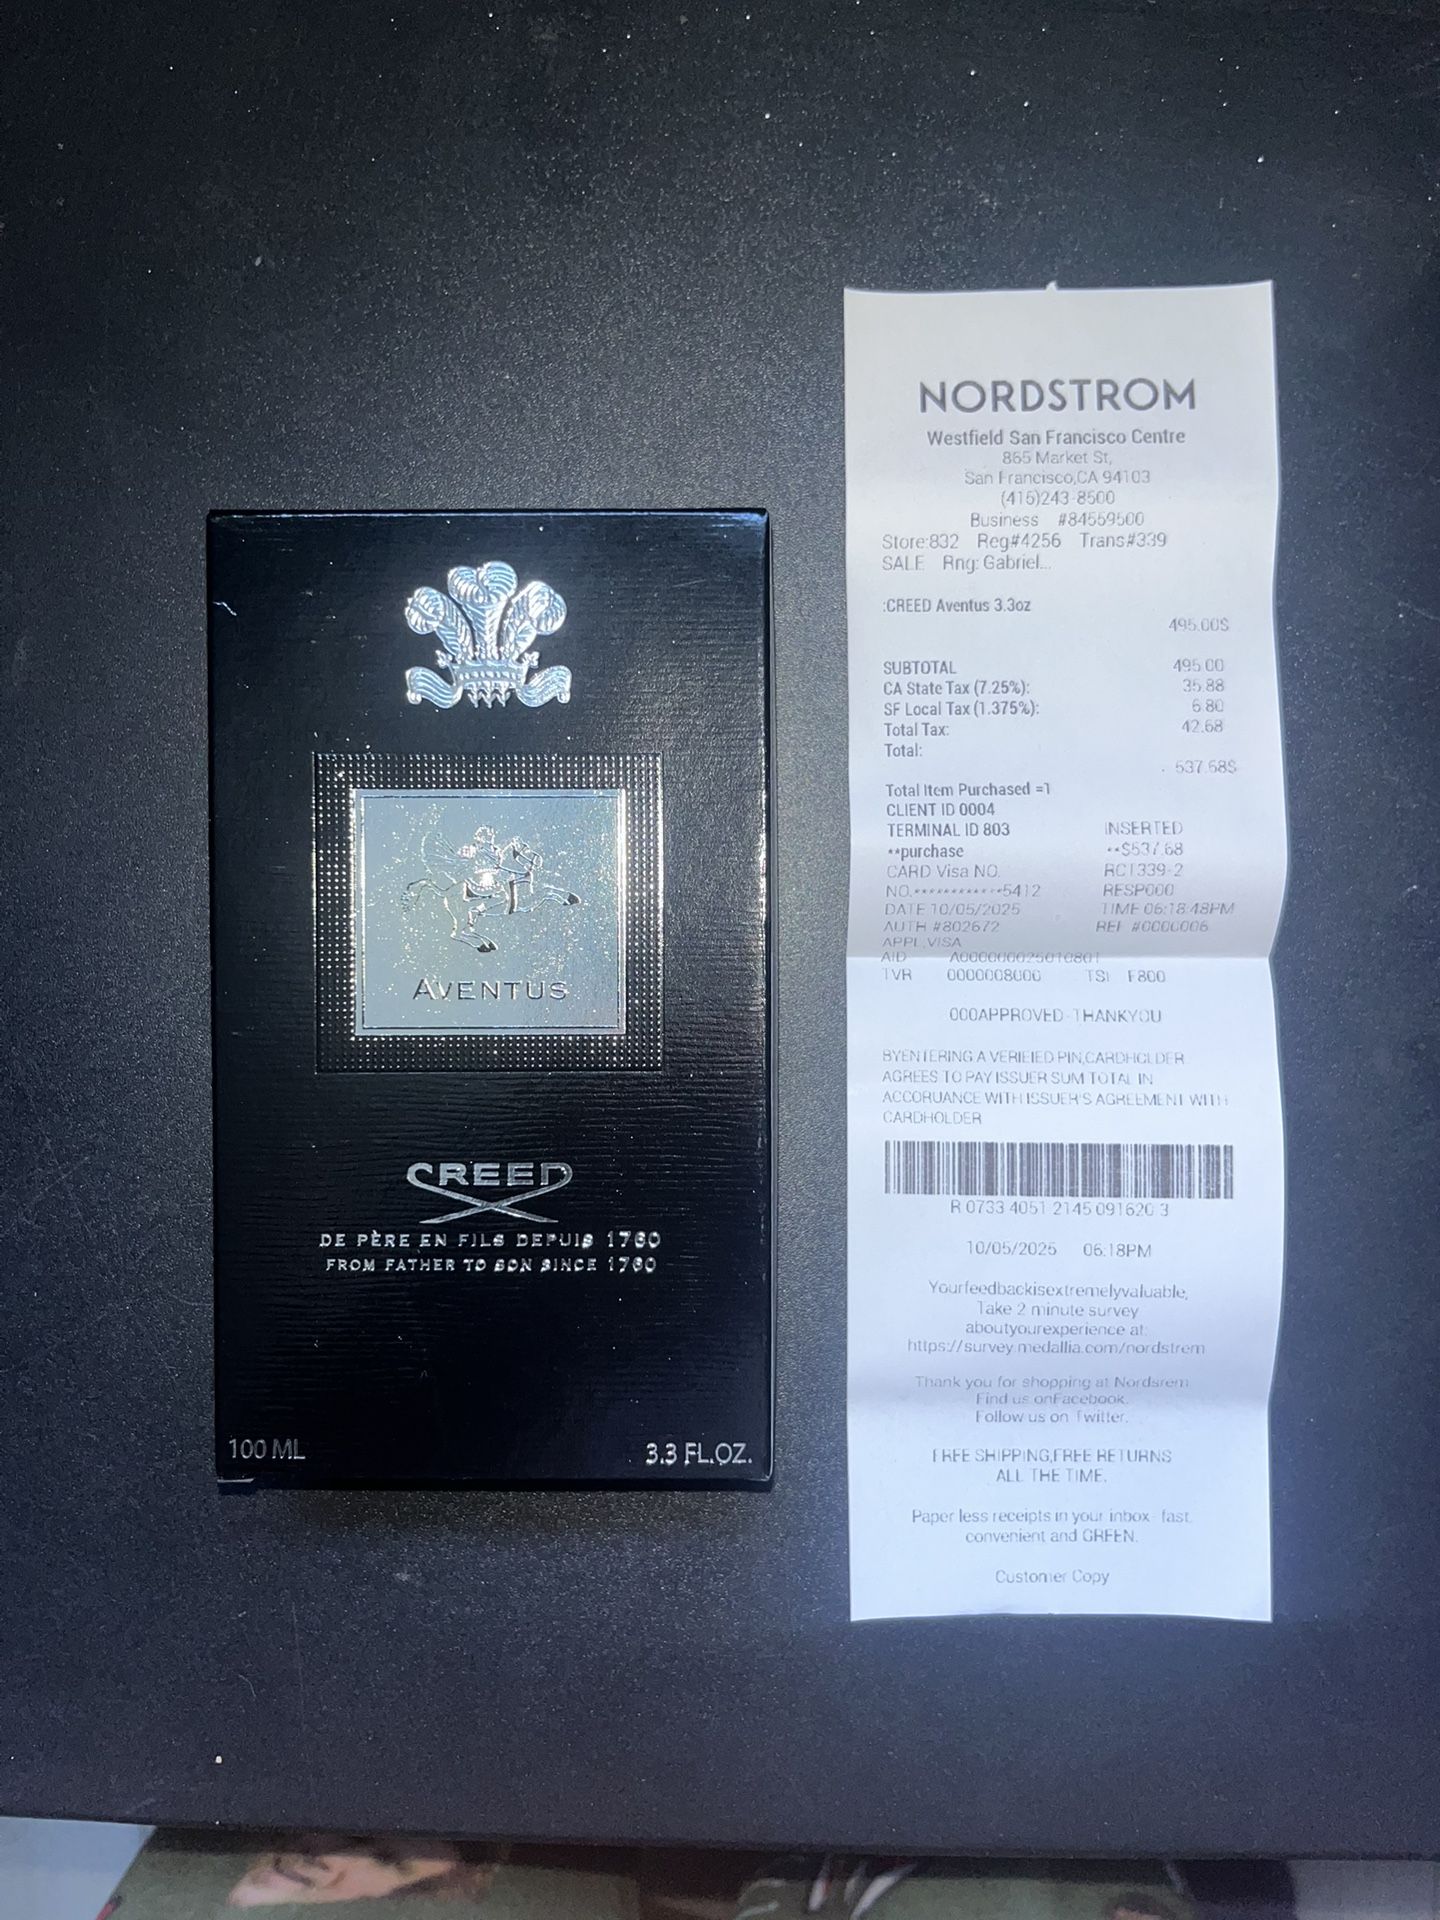 AVENTUS
CREED
DE PÈRE EN FILS DEPUIS 1760
FROM FATHER TO SON SINCE 1760
100 ML 3.3 FL.OZ.
NORDSTROM
Westfield San Francisco Centre
865 Market St,
San Francisco,CA 94103
(415)243-8500
Business #84559500
Store:832 Reg#4256 Trans#339
SALE Rng: Gabriel...
:CREED Aventus 3.3oz
495.00$
SUBTOTAL 495.00
CA State Tax (7.25%): 35.88
SF Local Tax (1.375%): 6.80
Total Tax: 42.68
Total:
537.68$
Total Item Purchased =1
CLIENT ID 0004
TERMINAL ID 803 INSERTED
**purchase **$537.68
CARD Visa NO. RCT339-2
NO.************5412 RESP000
DATE 10/05/2025 TIME 06:18:48PM
AUTH #802672 REF #0000006
APPL,VISA
AID A0000000025010801
TVR 0000008000 TSI F800
000APPROVED-THANKYOU
BYENTERING A VERIEIED PIN,CARDHOLDER
AGREES TO PAY ISSUER SUM TOTAL IN
ACCORUANCE WITH ISSUER'S AGREEMENT WITH
CARDHOLDER
R 0733 4051 2145 091620 3
10/05/2025 06:18PM
Yourfeedbackisextremelyvaluable,
Take 2 minute survey
aboutyourexperience at:
https://survey.medallia.com/nordstrem
Thank you for shopping at Nordsrem
Find us onFacebook.
Follow us on Twitter.
FREE SHIPPING,FREE RETURNS
ALL THE TIME.
Paper less receipts in your inbox - fast,
convenient and GREEN.
Customer Copy